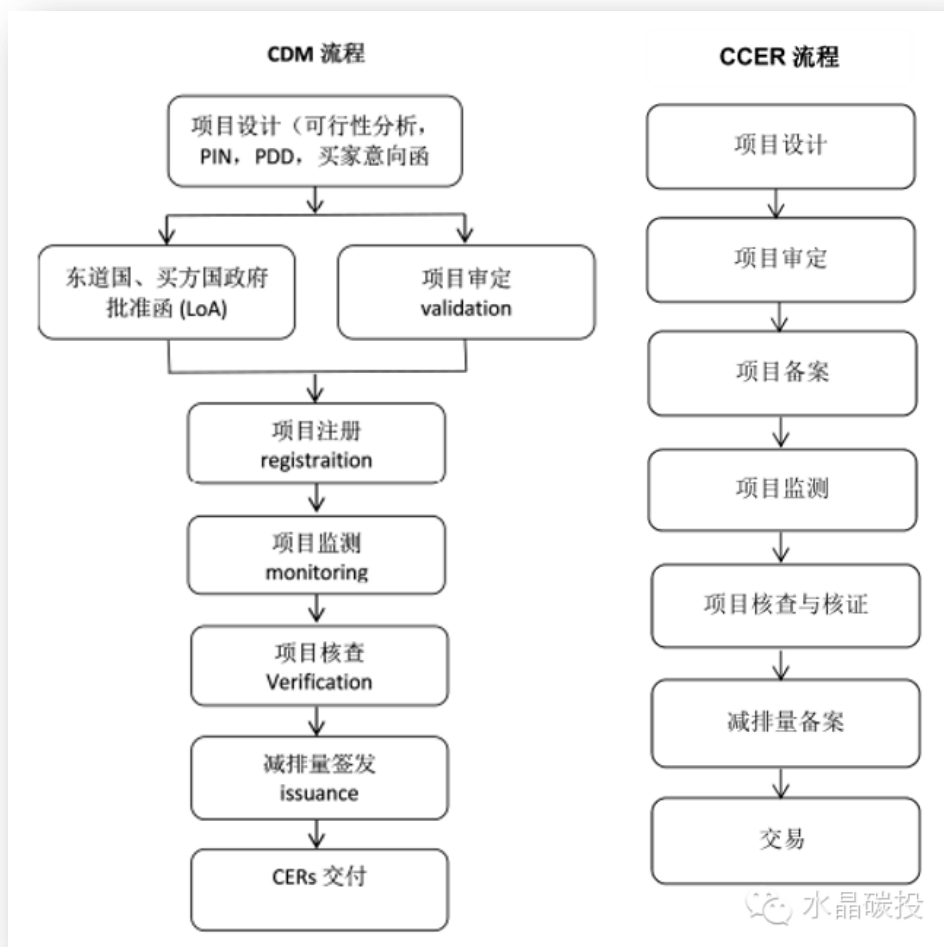 CDM 流程
项目设计（可行性分析，
PIN，PDD，买家意向函
东道国、买方国政府
批准函 (LoA)
项目审定
validation
项目注册
registraition
项目监测
monitoring
项目核查
Verification
减排量签发
issuance
CERs 交付
CCER 流程
项目设计
项目审定
项目备案
项目监测
项目核查与核证
减排量备案
交易
水晶碳投